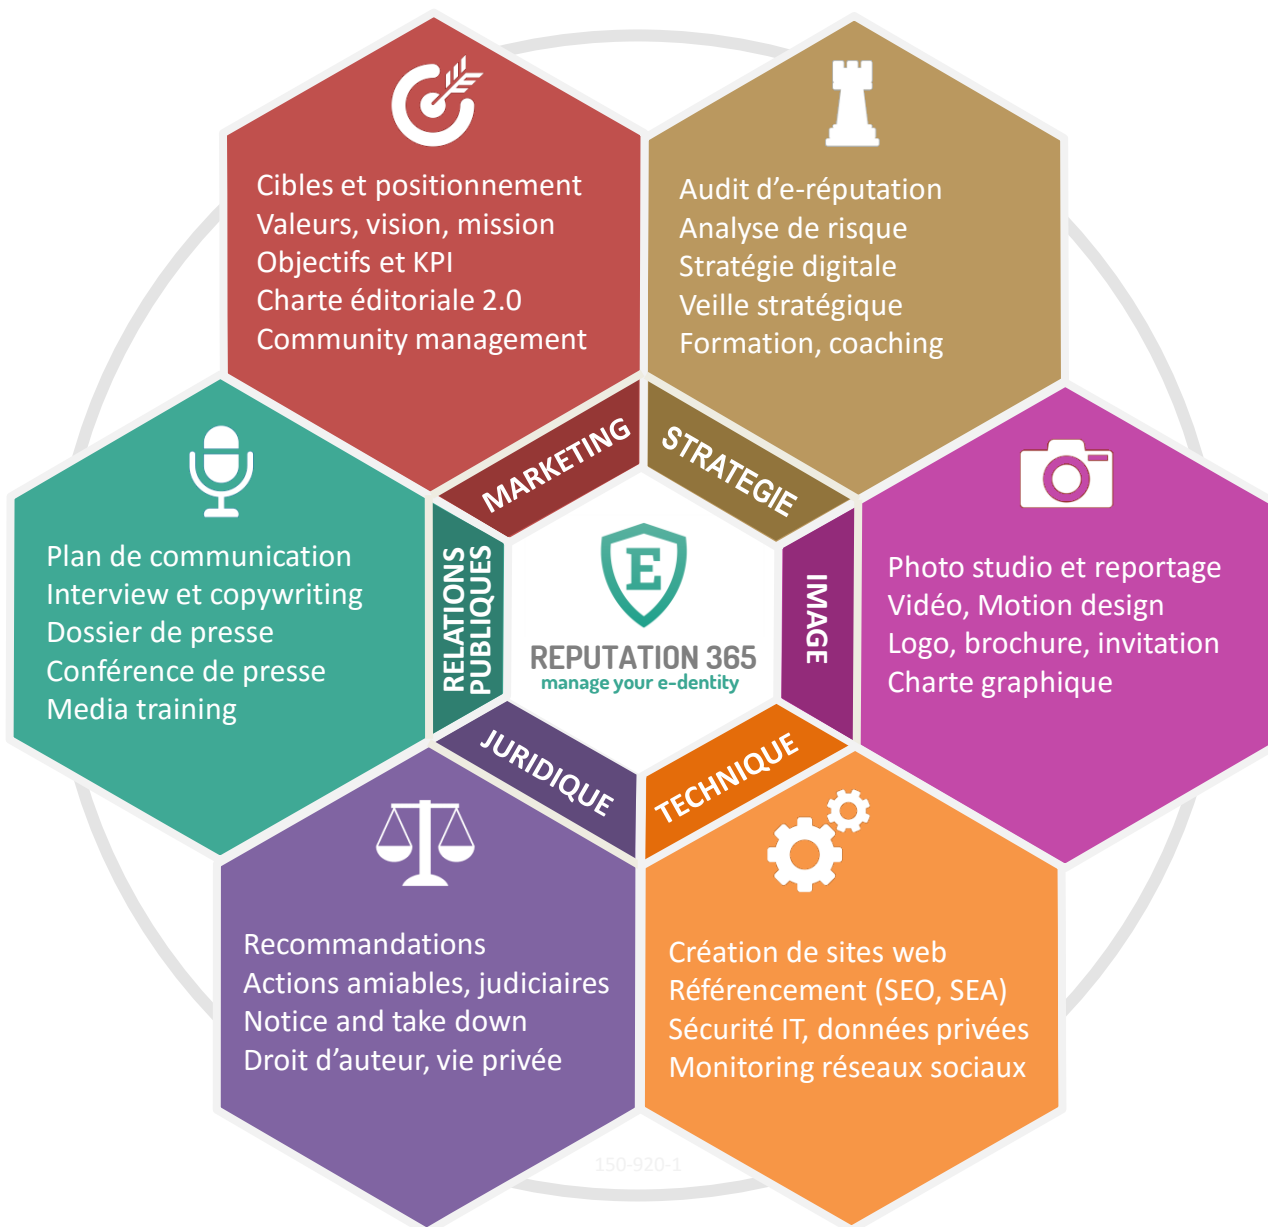 Cibles et positionnement
Valeurs, vision, mission
Objectifs et KPI
Charte éditoriale 2.0
Community management
MARKETING
Audit d’e-réputation
Analyse de risque
Stratégie digitale
Veille stratégique
Formation, coaching
STRATEGIE
Plan de communication
Interview et copywriting
Dossier de presse
Conférence de presse
Media training
RELATIONS
PUBLIQUES
E
REPUTATION 365
manage your e-dentity
IMAGE
Photo studio et reportage
Vidéo, Motion design
Logo, brochure, invitation
Charte graphique
JURIDIQUE
Recommandations
Actions amiables, judiciaires
Notice and take down
Droit d’auteur, vie privée
TECHNIQUE
Création de sites web
Référencement (SEO, SEA)
Sécurité IT, données privées
Monitoring réseaux sociaux
150-920-1